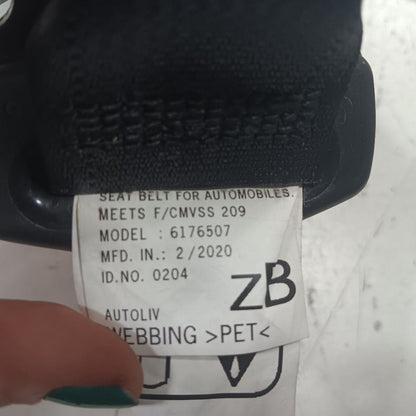 SEAT BELT FOR AUTOMOBILES.
MEETS F/CMVSS 209
MODEL : 6176507
MFD. IN.: 2/2020
ID.NO. 0204
ZB
AUTOLIV
WEBBING >PET<